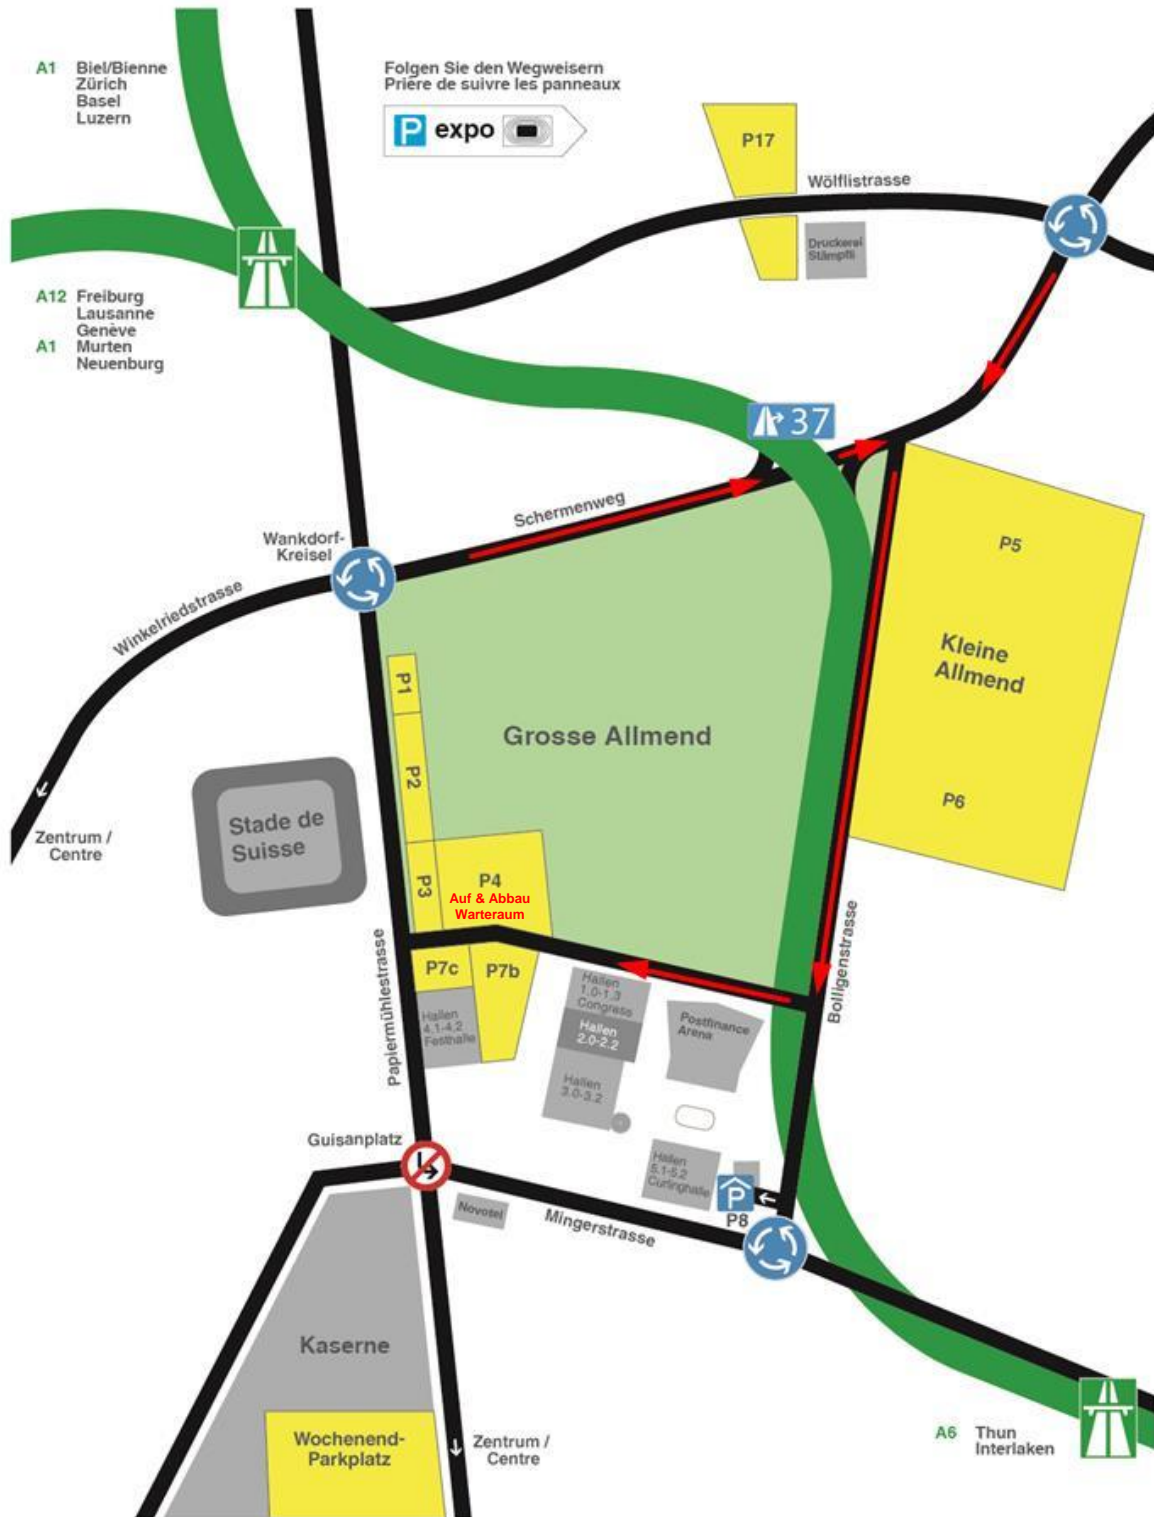 A1 Biel/Bienne
Zürich
Basel
Luzern
Folgen Sie den Wegweisern
Prière de suivre les panneaux
P expo
P17
Wölflistrasse
Druckerei
Stämpfli
A12 Freiburg
Lausanne
Genève
A1 Murten
Neuenburg
37
Schermenweg
Wankdorf-
Kreisel
Winkelriedstrasse
P5
Kleine
Allmend
P6
P1
P2
Grosse Allmend
Stade de
Suisse
Zentrum /
Centre
P3
P4
Auf & Abbau
Warteraum
Papiermühlestrasse
Bolligenstrasse
P7c
P7b
Hallen
4.1-4.2
Festhalle
Hallen
1.0-1.3
Congress
Hallen
2.0-2.2
Hallen
3.0-3.2
Postfinance
Arena
Guisanplatz
Hallen
5.1-5.2
Curlinghalle
P
P8
Novotel
Mingerstrasse
Kaserne
Wochenend-
Parkplatz
Zentrum /
Centre
A6 Thun
Interlaken